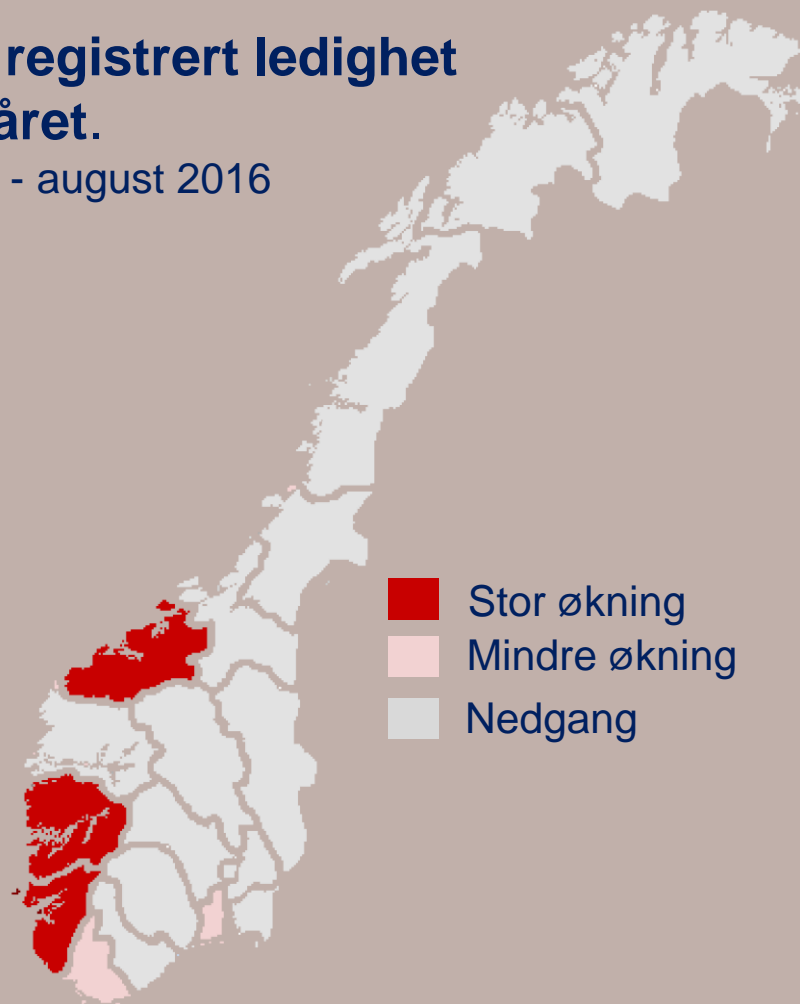 registrert ledighet
året.
- august 2016
Stor økning
Mindre økning
Nedgang